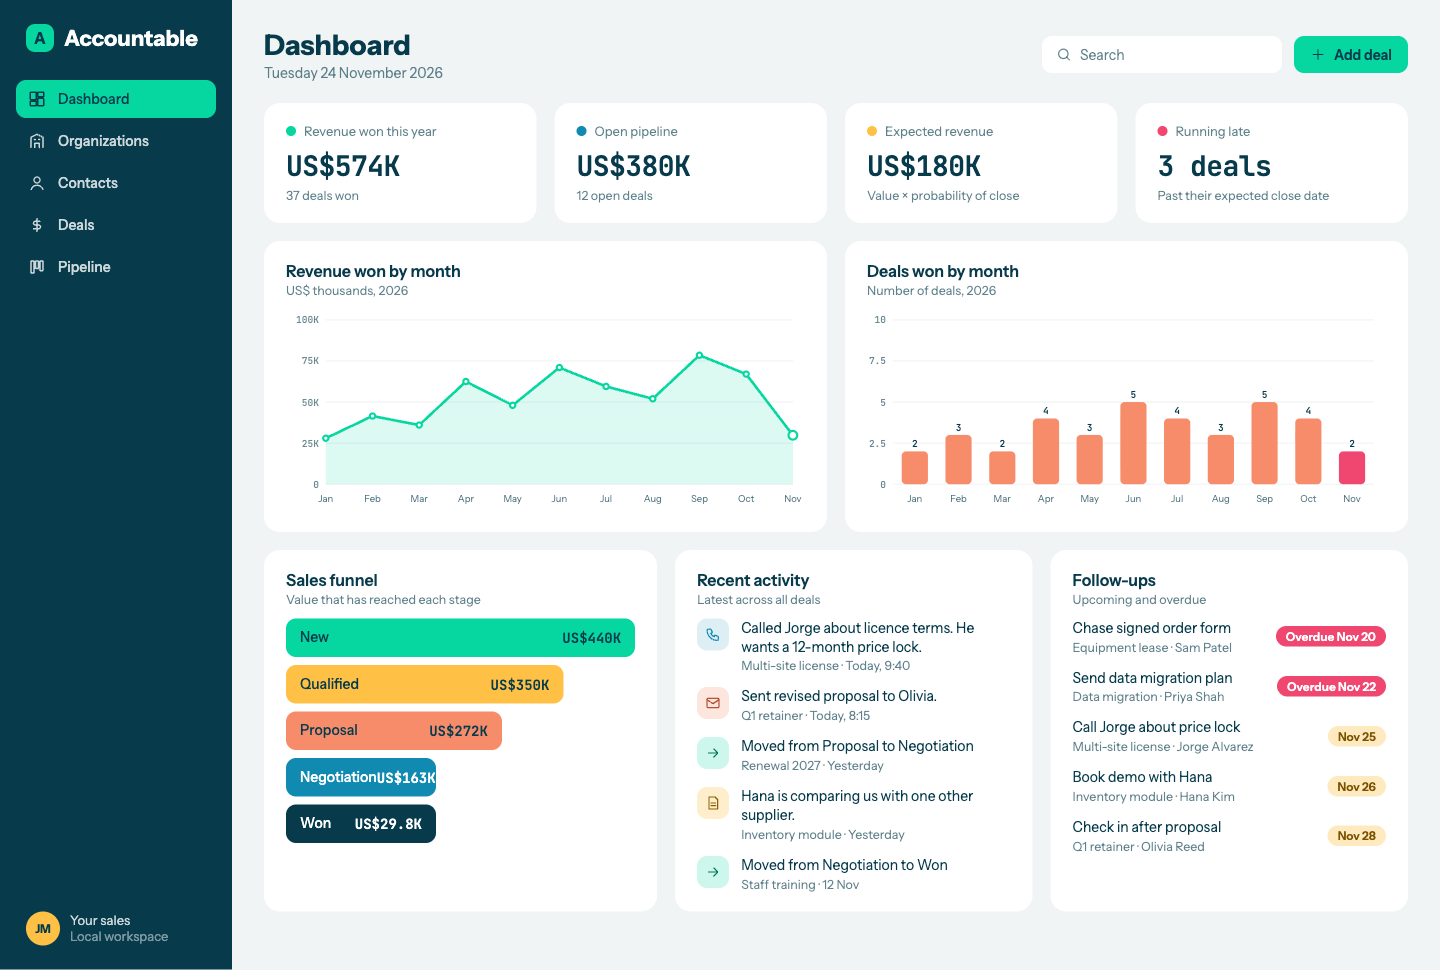 A Accountable
Dashboard
Organizations
Contacts
Deals
Pipeline
JM
Your sales
Local workspace
Dashboard
Tuesday 24 November 2026
Search
Add deal
Revenue won this year
US$574K
37 deals won
Open pipeline
US$380K
12 open deals
Expected revenue
US$180K
Value × probability of close
Running late
3 deals
Past their expected close date
Revenue won by month
US$ thousands, 2026
100K
75K
50K
25K
0
Jan Feb Mar Apr May Jun Jul Aug Sep Oct Nov
Deals won by month
Number of deals, 2026
10
7.5
5
2.5
0
2 3 2 4 3 5 4 3 5 4 2
Jan Feb Mar Apr May Jun Jul Aug Sep Oct Nov
Sales funnel
Value that has reached each stage
New US$440K
Qualified US$350K
Proposal US$272K
Negotiation US$163K
Won US$29.8K
Recent activity
Latest across all deals
Called Jorge about licence terms. He
wants a 12-month price lock.
Multi-site license · Today, 9:40
Sent revised proposal to Olivia.
Q1 retainer · Today, 8:15
Moved from Proposal to Negotiation
Renewal 2027 · Yesterday
Hana is comparing us with one other
supplier.
Inventory module · Yesterday
Moved from Negotiation to Won
Staff training · 12 Nov
Follow-ups
Upcoming and overdue
Chase signed order form
Equipment lease · Sam Patel
Overdue Nov 20
Send data migration plan
Data migration · Priya Shah
Overdue Nov 22
Call Jorge about price lock
Multi-site license · Jorge Alvarez
Nov 25
Book demo with Hana
Inventory module · Hana Kim
Nov 26
Check in after proposal
Q1 retainer · Olivia Reed
Nov 28